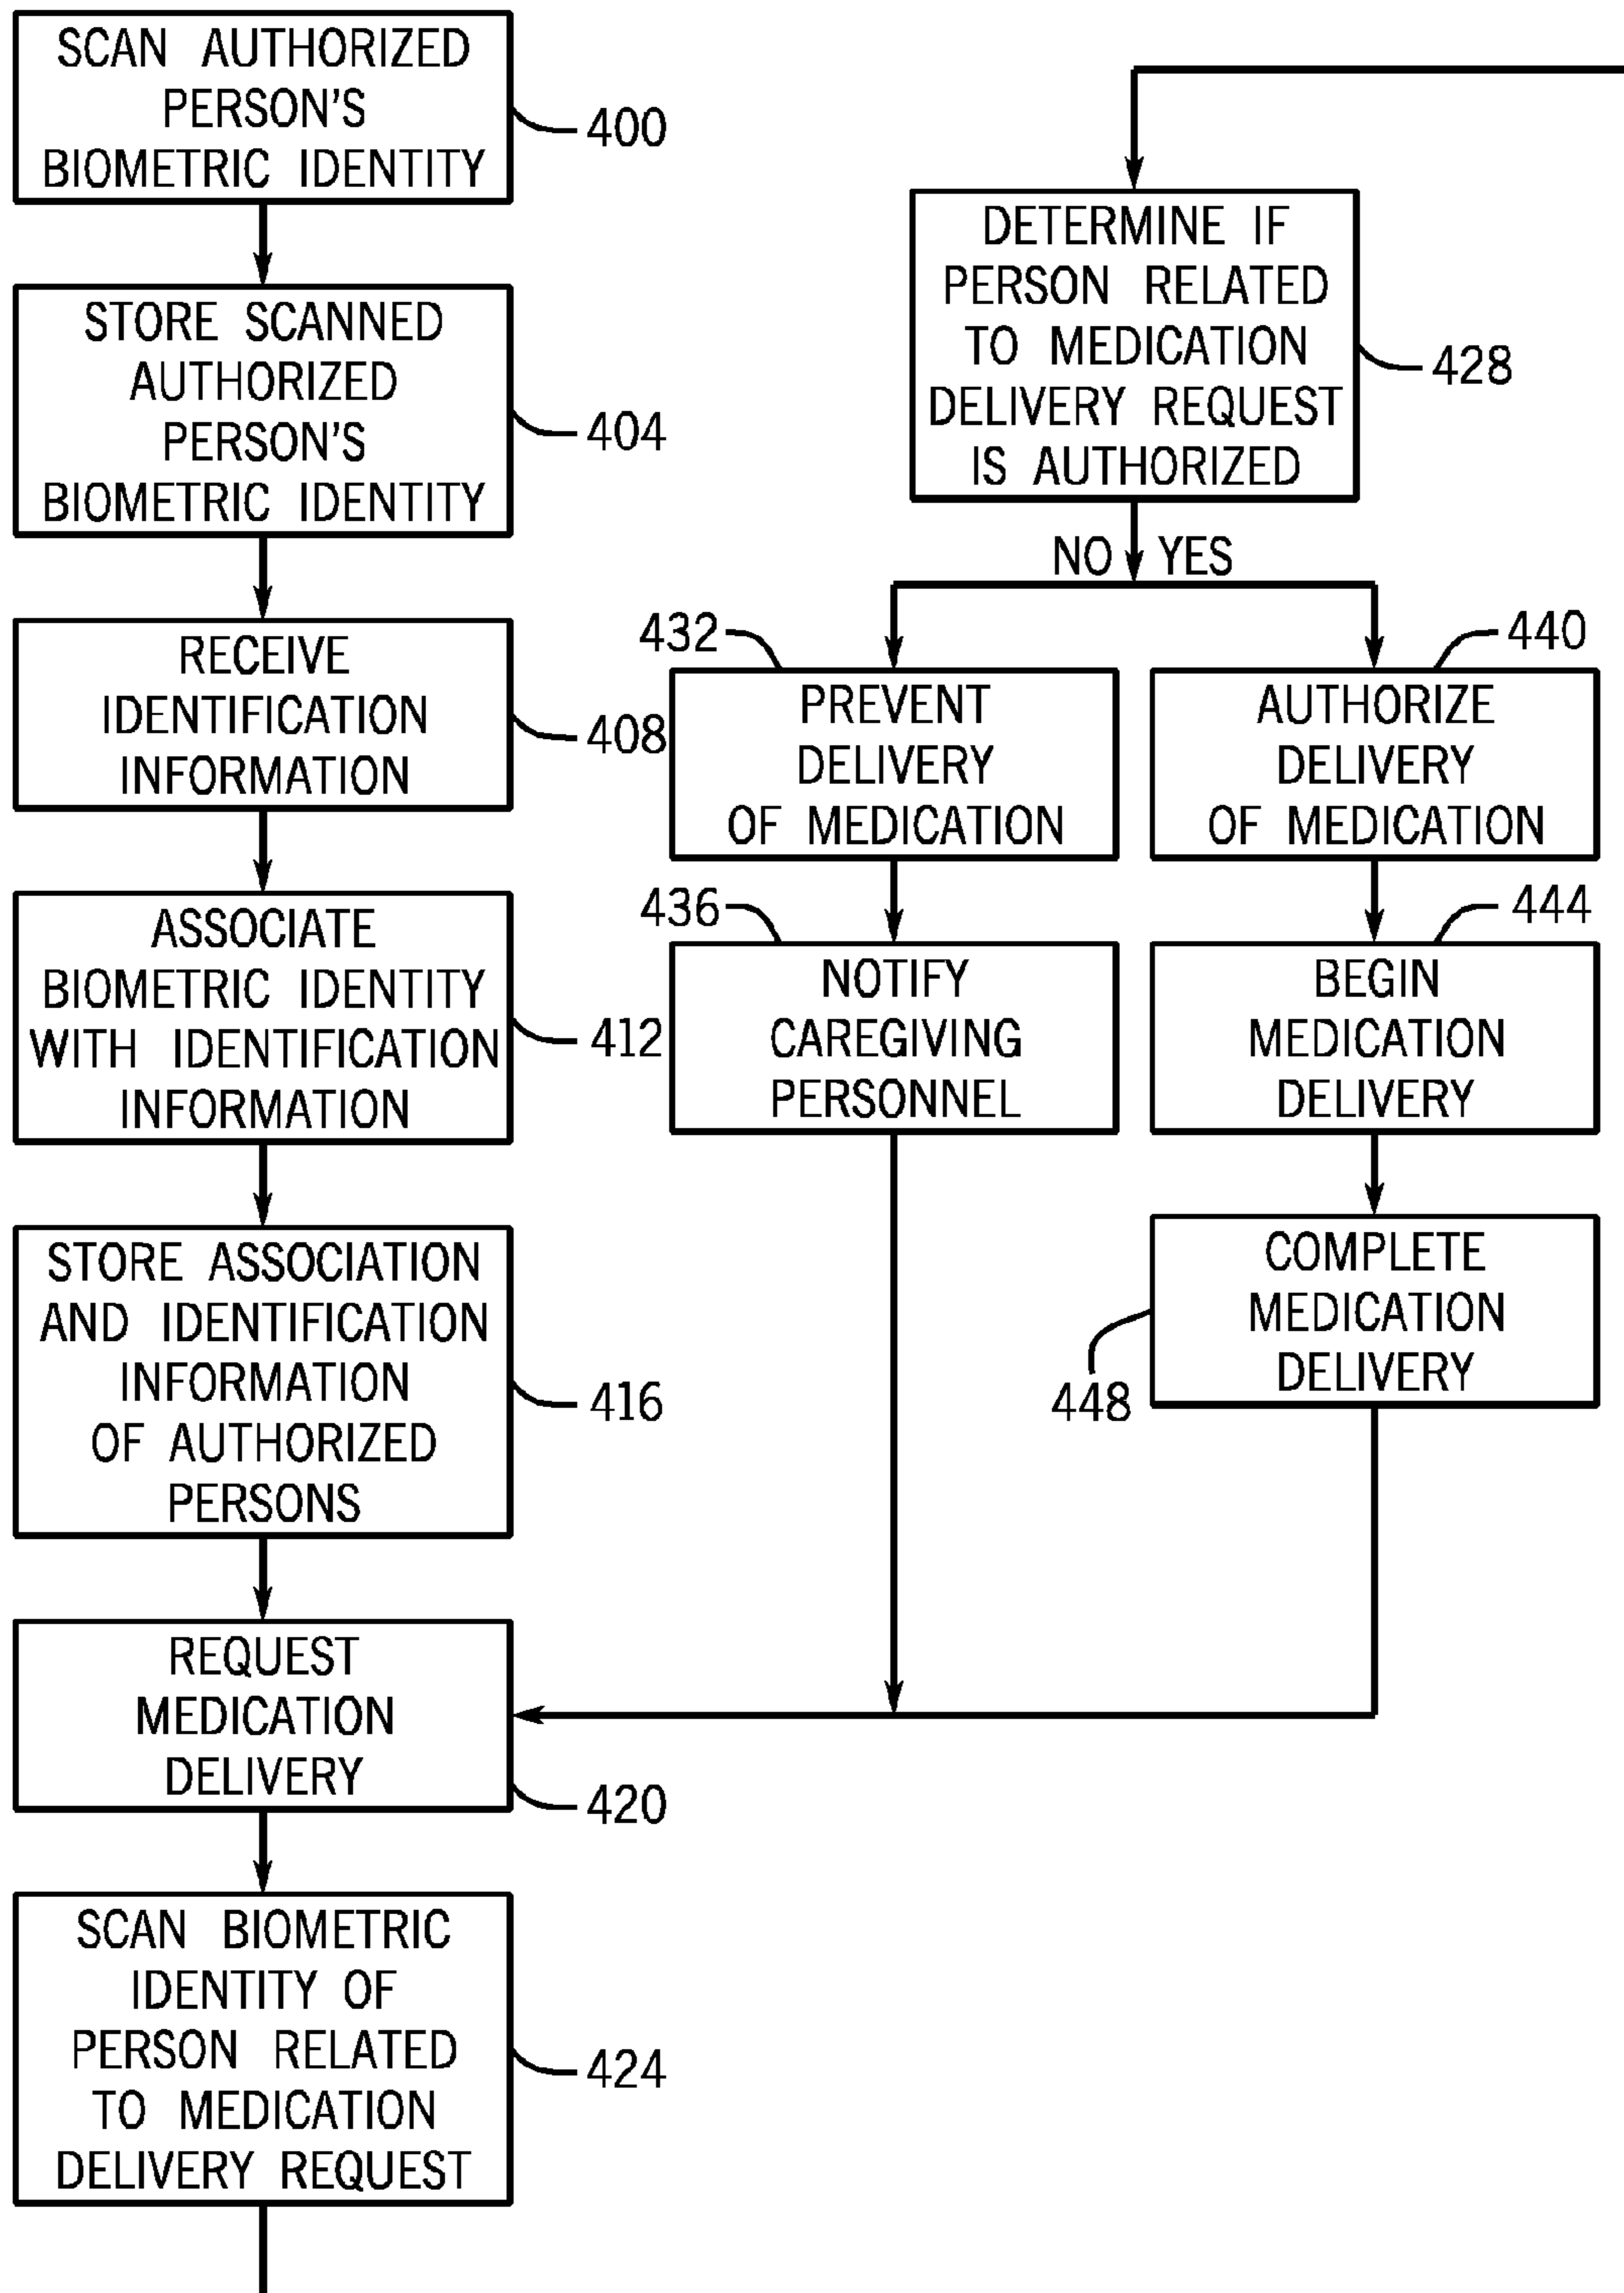 SCAN AUTHORIZED
PERSON'S
BIOMETRIC IDENTITY
400
STORE SCANNED
AUTHORIZED
PERSON'S
BIOMETRIC IDENTITY
404
RECEIVE
IDENTIFICATION
INFORMATION
408
ASSOCIATE
BIOMETRIC IDENTITY
WITH IDENTIFICATION
INFORMATION
412
STORE ASSOCIATION
AND IDENTIFICATION
INFORMATION
OF AUTHORIZED
PERSONS
416
REQUEST
MEDICATION
DELIVERY
420
SCAN BIOMETRIC
IDENTITY OF
PERSON RELATED
TO MEDICATION
DELIVERY REQUEST
424
DETERMINE IF
PERSON RELATED
TO MEDICATION
DELIVERY REQUEST
IS AUTHORIZED
428
NO YES
432
PREVENT
DELIVERY
OF MEDICATION
436
NOTIFY
CAREGIVING
PERSONNEL
440
AUTHORIZE
DELIVERY
OF MEDICATION
444
BEGIN
MEDICATION
DELIVERY
COMPLETE
MEDICATION
DELIVERY
448